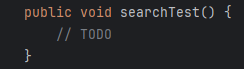 public void searchTest() {
    // TODO
}